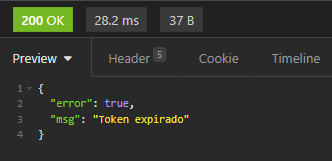 200 OK 28.2 ms 37 B
Preview Header 5 Cookie Timeline
1 {
2 "error": true,
3 "msg": "Token expirado"
4 }